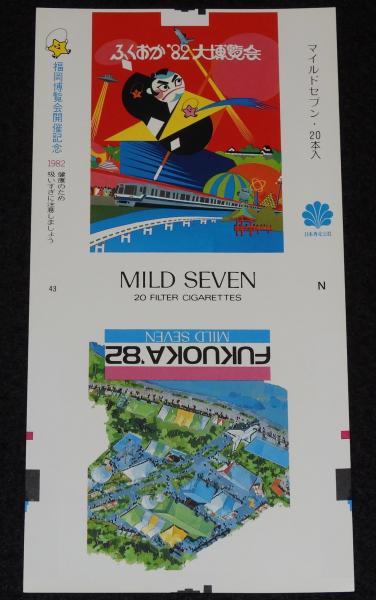 ふくおか'82大博覧会
マイルドセブン・20本入
福岡博覧会開催記念
1982
健康のため
吸いすぎに注意しましょう
日本専売公社
MILD SEVEN
20 FILTER CIGARETTES
43
N
FUKUOKA'82
MILD SEVEN